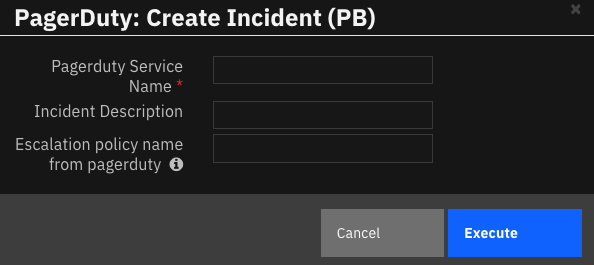 PagerDuty: Create Incident (PB)
Pagerduty Service
Name *
Incident Description
Escalation policy name
from pagerduty
Cancel
Execute